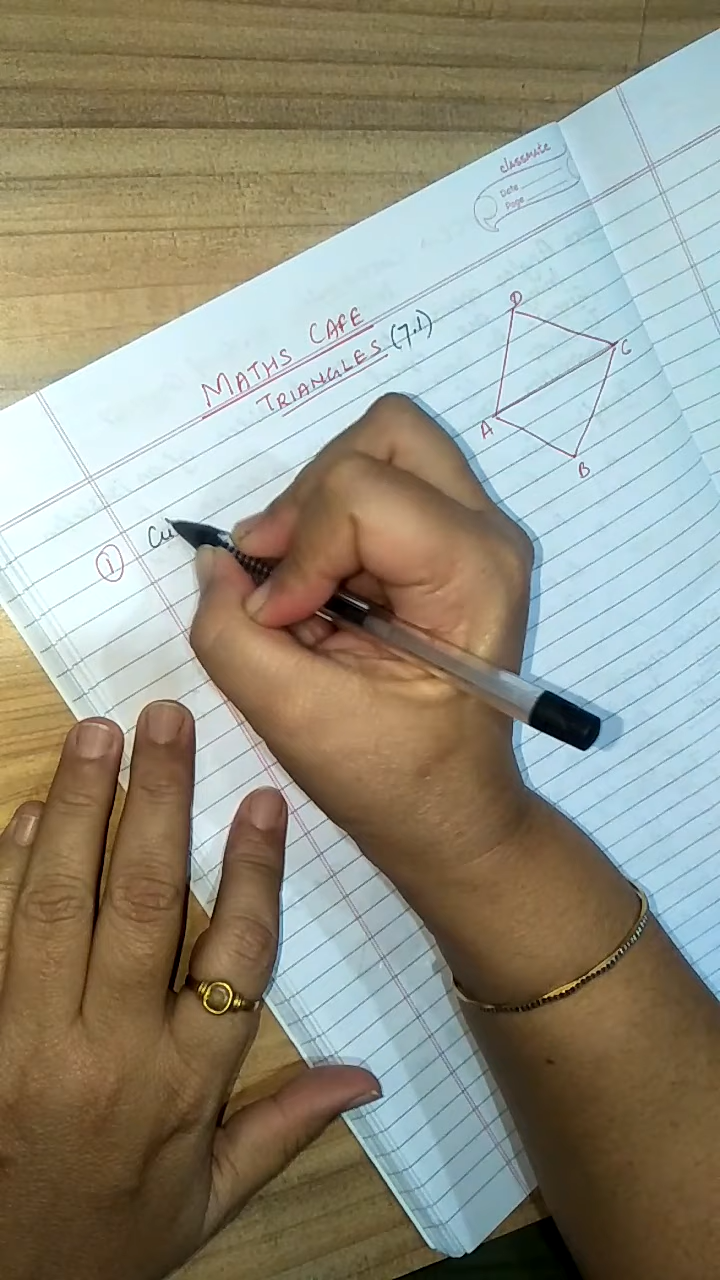 classmate
Date
Page
MATHS CAFE
TRIANGLES (7.1)
D
C
A
B
①